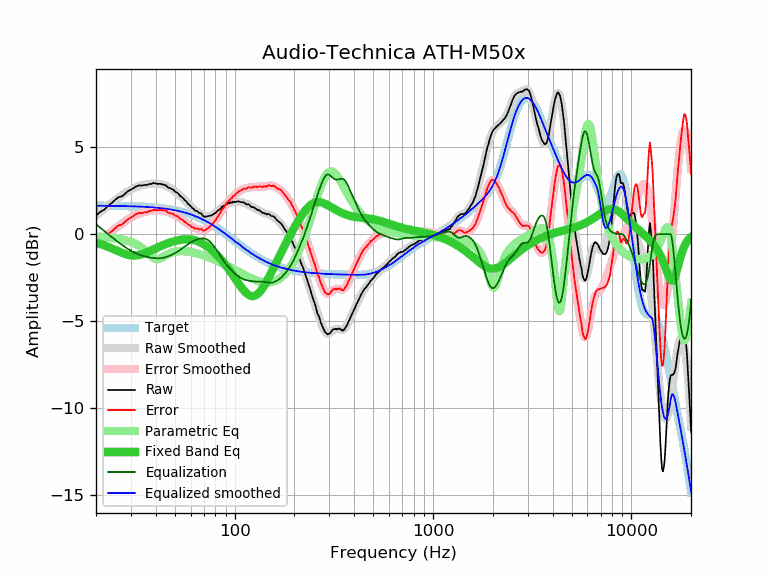 Audio-Technica ATH-M50x
Amplitude (dBr)
5
0
−5
−10
−15
Target
Raw Smoothed
Error Smoothed
Raw
Error
Parametric Eq
Fixed Band Eq
Equalization
Equalized smoothed
100
1000
10000
Frequency (Hz)